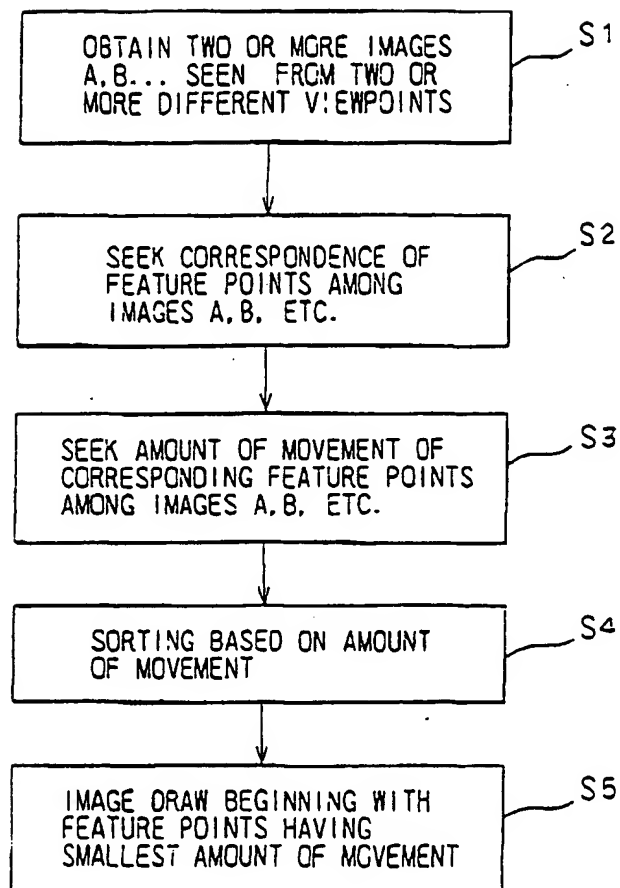 OBTAIN TWO OR MORE IMAGES
A,B... SEEN FROM TWO OR
MORE DIFFERENT VIEWPOINTS
S1
SEEK CORRESPONDENCE OF
FEATURE POINTS AMONG
IMAGES A,B, ETC.
S2
SEEK AMOUNT OF MOVEMENT OF
CORRESPONDING FEATURE POINTS
AMONG IMAGES A,B, ETC.
S3
SORTING BASED ON AMOUNT
OF MOVEMENT
S4
IMAGE DRAW BEGINNING WITH
FEATURE POINTS HAVING
SMALLEST AMOUNT OF MOVEMENT
S5